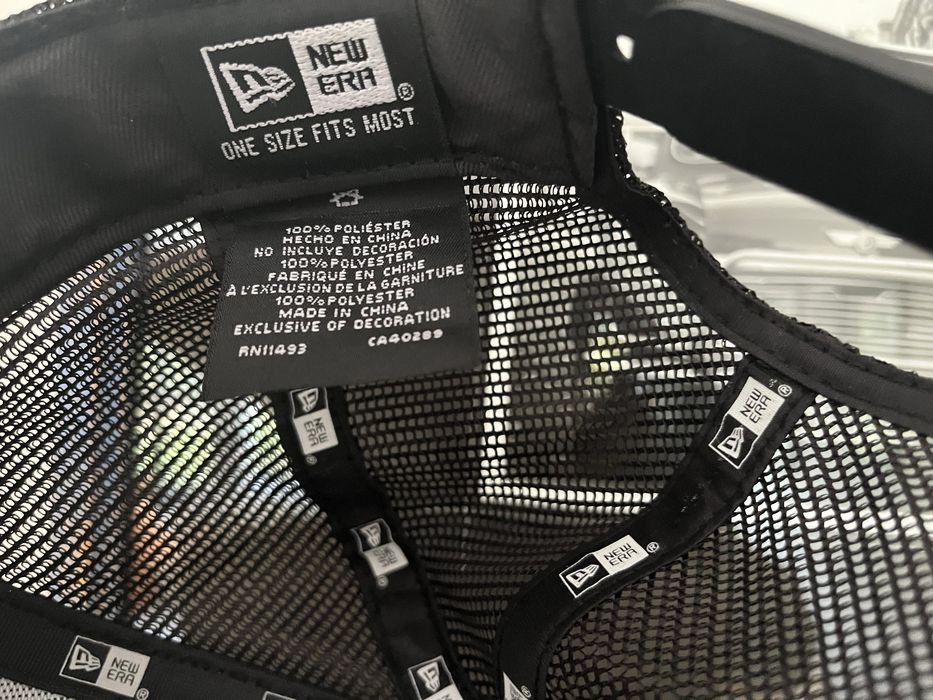 NEW
ERA®
ONE SIZE FITS MOST
100% POLIÉSTER
HECHO EN CHINA
NO INCLUYE DECORACIÓN
100% POLYESTER
FABRIQUÉ EN CHINE
À L'EXCLUSION DE LA GARNITURE
100% POLYESTER
MADE IN CHINA
EXCLUSIVE OF DECORATION
RN11493 CA40289
NEW
ERA®
NEW
ERA®
NEW
ERA
NEW
ERA®
NEW
ERA®